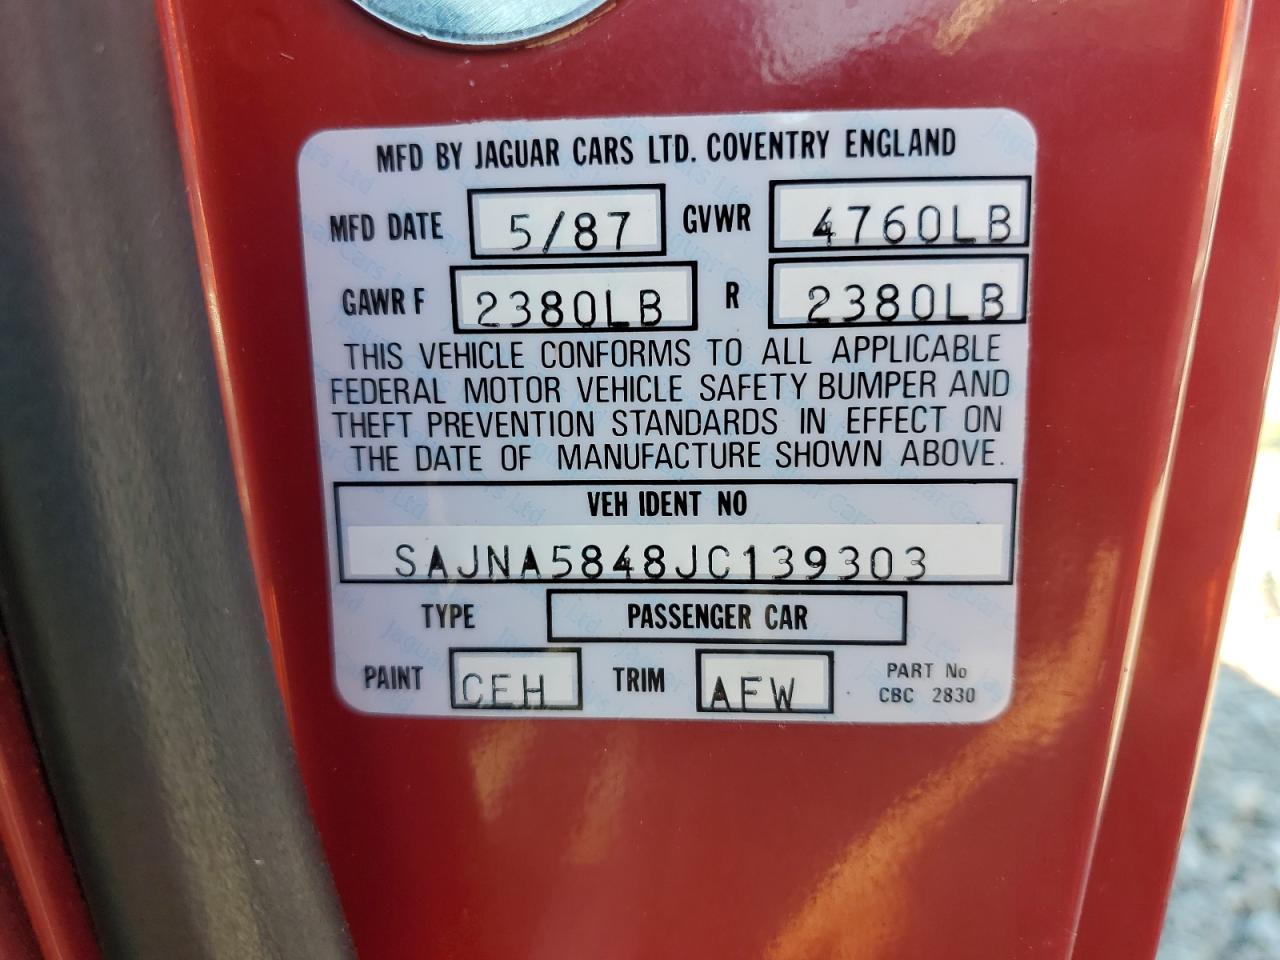 MFD BY JAGUAR CARS LTD. COVENTRY ENGLAND
MFD DATE 5/87 GVWR 4760LB
GAWR F 2380LB R 2380LB
THIS VEHICLE CONFORMS TO ALL APPLICABLE
FEDERAL MOTOR VEHICLE SAFETY BUMPER AND
THEFT PREVENTION STANDARDS IN EFFECT ON
THE DATE OF MANUFACTURE SHOWN ABOVE.
VEH IDENT NO
SAJNA5848JC139303
TYPE PASSENGER CAR
PAINT CEH TRIM AFW PART No
CBC 2830